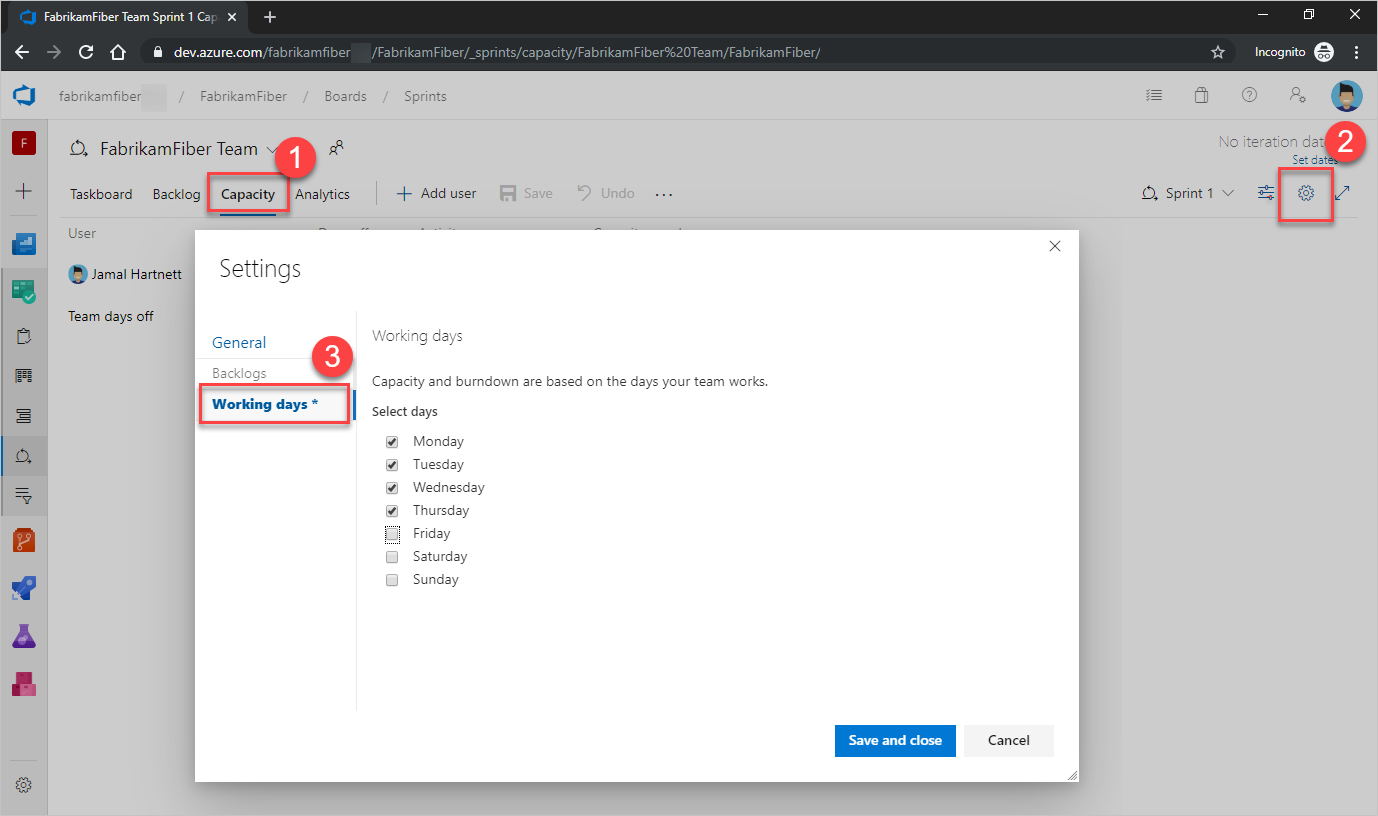 FabrikamFiber Team Sprint 1 Cap
dev.azure.com/fabrikamfiber /FabrikamFiber/_sprints/capacity/FabrikamFiber%20Team/FabrikamFiber/
Incognito
fabrikamfiber / FabrikamFiber / Boards / Sprints
F
FabrikamFiber Team
No iteration dat
Set dates
1
2
Taskboard Backlog Capacity Analytics + Add user Save Undo ...
Sprint 1
User
Jamal Hartnett
Team days off
Settings
General
3
Backlogs
Working days *
Working days
Capacity and burndown are based on the days your team works.
Select days
Monday
Tuesday
Wednesday
Thursday
Friday
Saturday
Sunday
Save and close Cancel